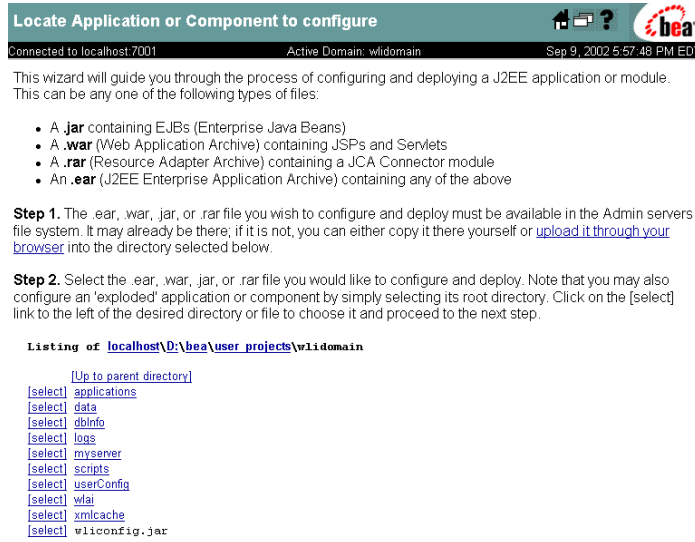 Locate Application or Component to configure
?
bea
Connected to localhost:7001 Active Domain: wlidomain Sep 9, 2002 5:57:48 PM ED
This wizard will guide you through the process of configuring and deploying a J2EE application or module.
This can be any one of the following types of files:
• A .jar containing EJBs (Enterprise Java Beans)
• A .war (Web Application Archive) containing JSPs and Servlets
• A .rar (Resource Adapter Archive) containing a JCA Connector module
• An .ear (J2EE Enterprise Application Archive) containing any of the above
Step 1. The .ear, .war, .jar, or .rar file you wish to configure and deploy must be available in the Admin servers
file system. It may already be there; if it is not, you can either copy it there yourself or upload it through your
browser into the directory selected below.
Step 2. Select the .ear, .war, .jar, or .rar file you would like to configure and deploy. Note that you may also
configure an 'exploded' application or component by simply selecting its root directory. Click on the [select]
link to the left of the desired directory or file to choose it and proceed to the next step.
Listing of localhost\D:\bea\user_projects\wlidomain
[Up to parent directory]
[select] applications
[select] data
[select] dbInfo
[select] logs
[select] myserver
[select] scripts
[select] userConfig
[select] wlai
[select] xmlcache
[select] wliconfig.jar